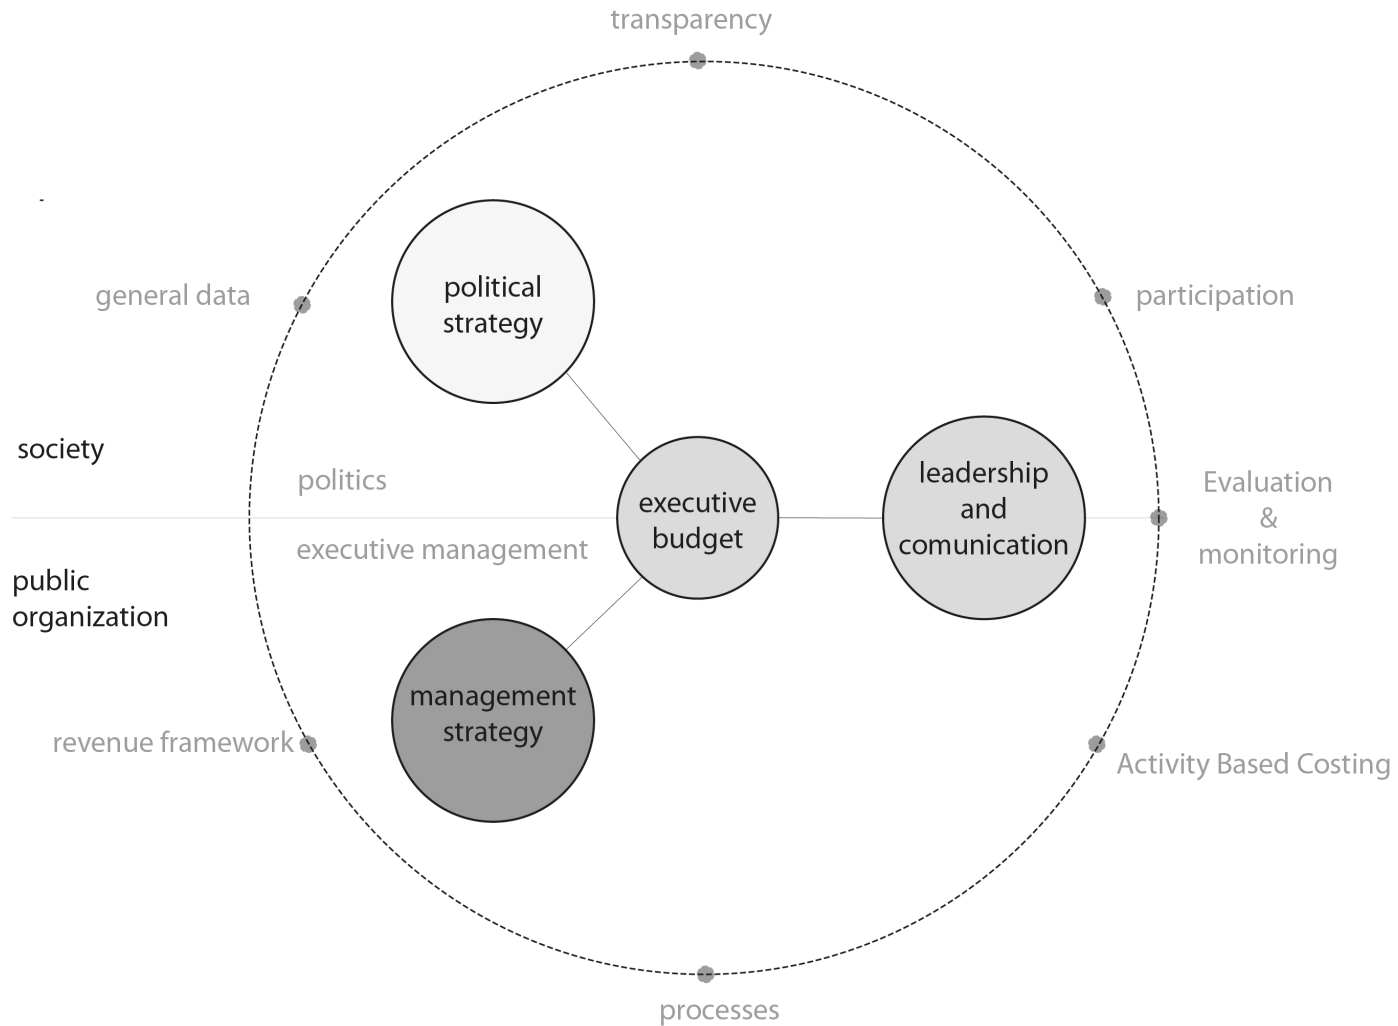 transparency
general data
participation
political
strategy
society
politics
executive management
public
organization
executive
budget
leadership
and
comunication
Evaluation
&
monitoring
management
strategy
revenue framework
Activity Based Costing
processes